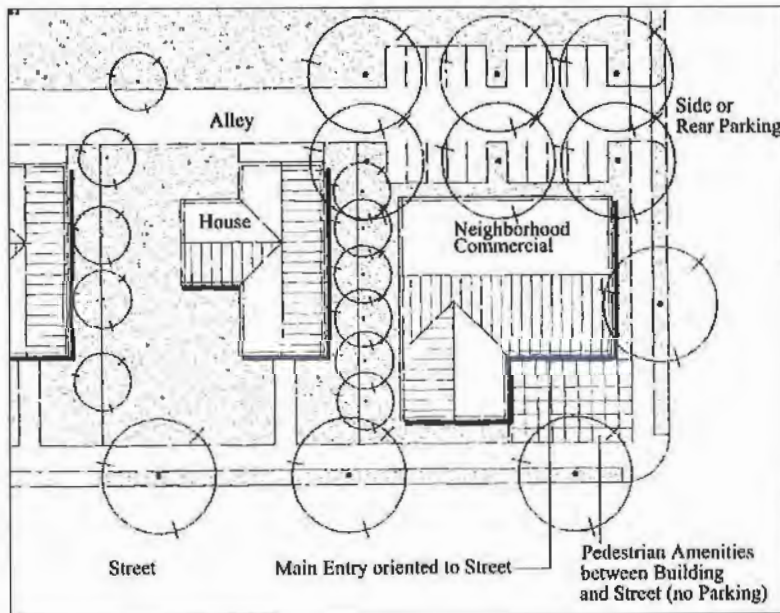 Alley
Side or
Rear Parking
House
Neighborhood
Commercial
Street
Main Entry oriented to Street
Pedestrian Amenities
between Building
and Street (no Parking)